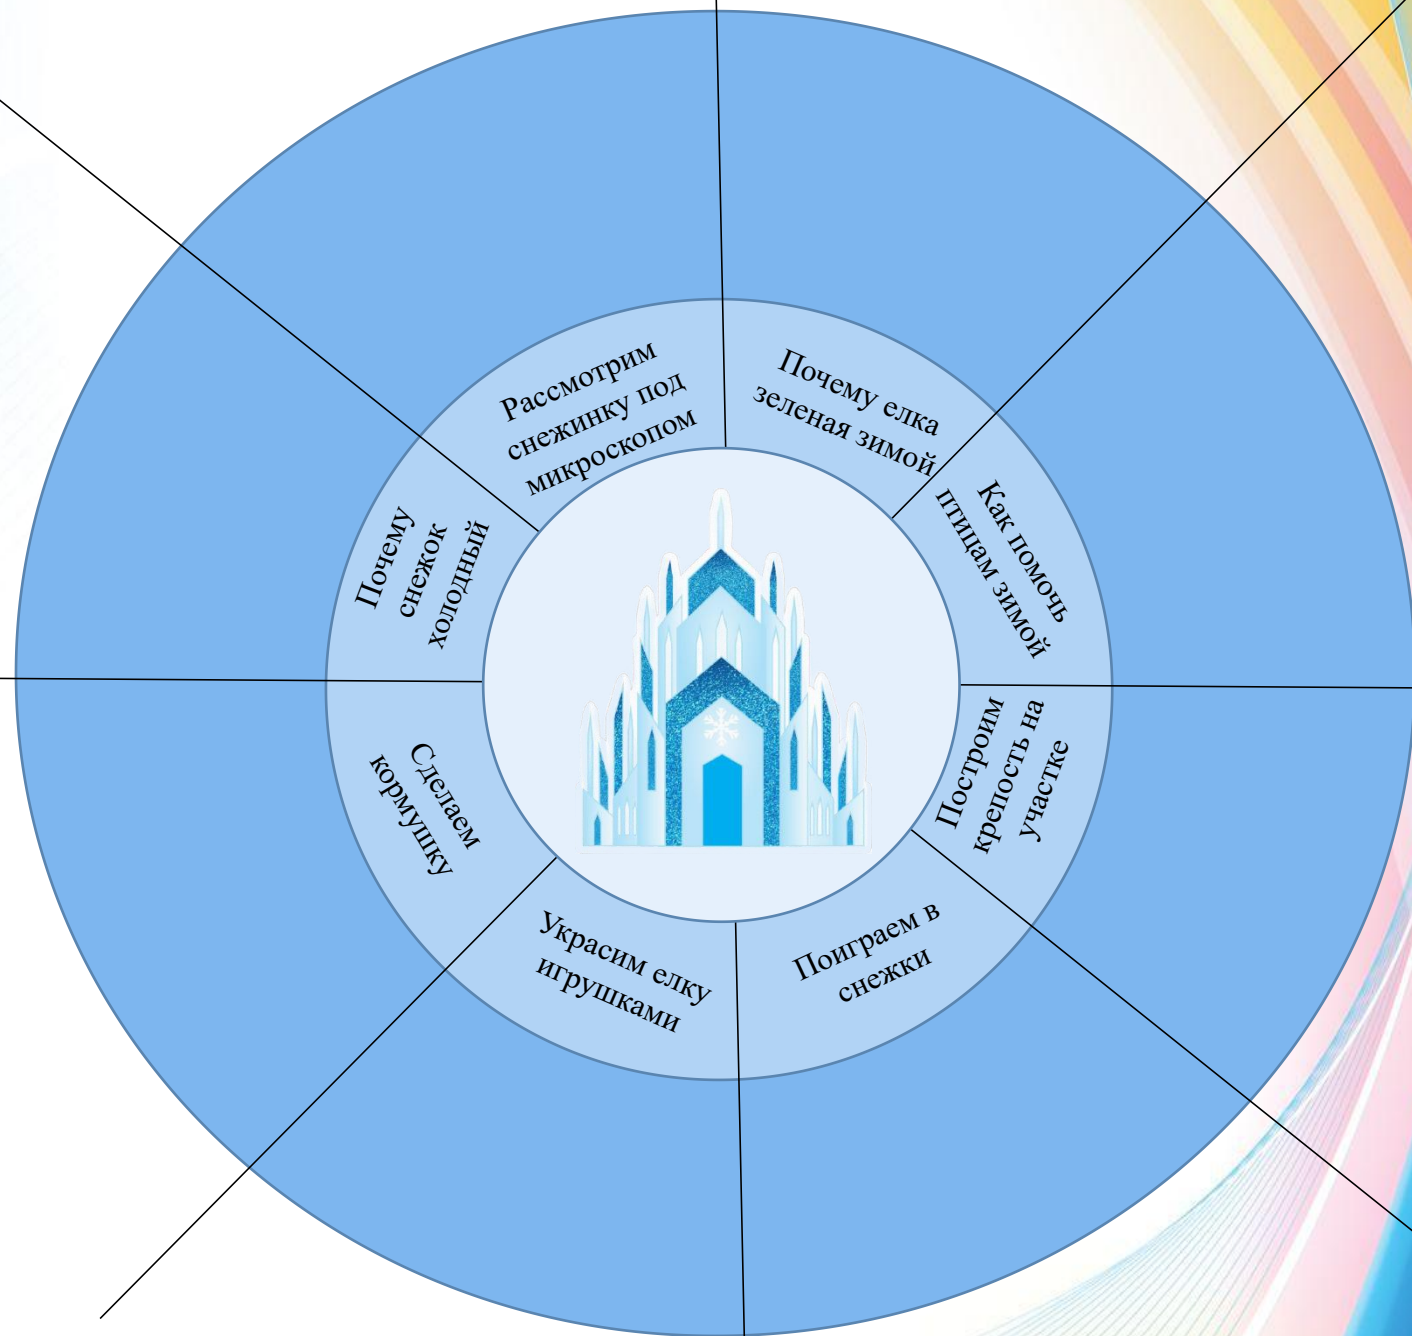 Рассмотрим
снежинку под
микроскопом
Почему елка
зеленая зимой
Как помочь
птицам зимой
Построим
крепость на
участке
Поиграем в
снежки
Украсим елку
игрушками
Сделаем
кормушку
Почему
снежок
холодный